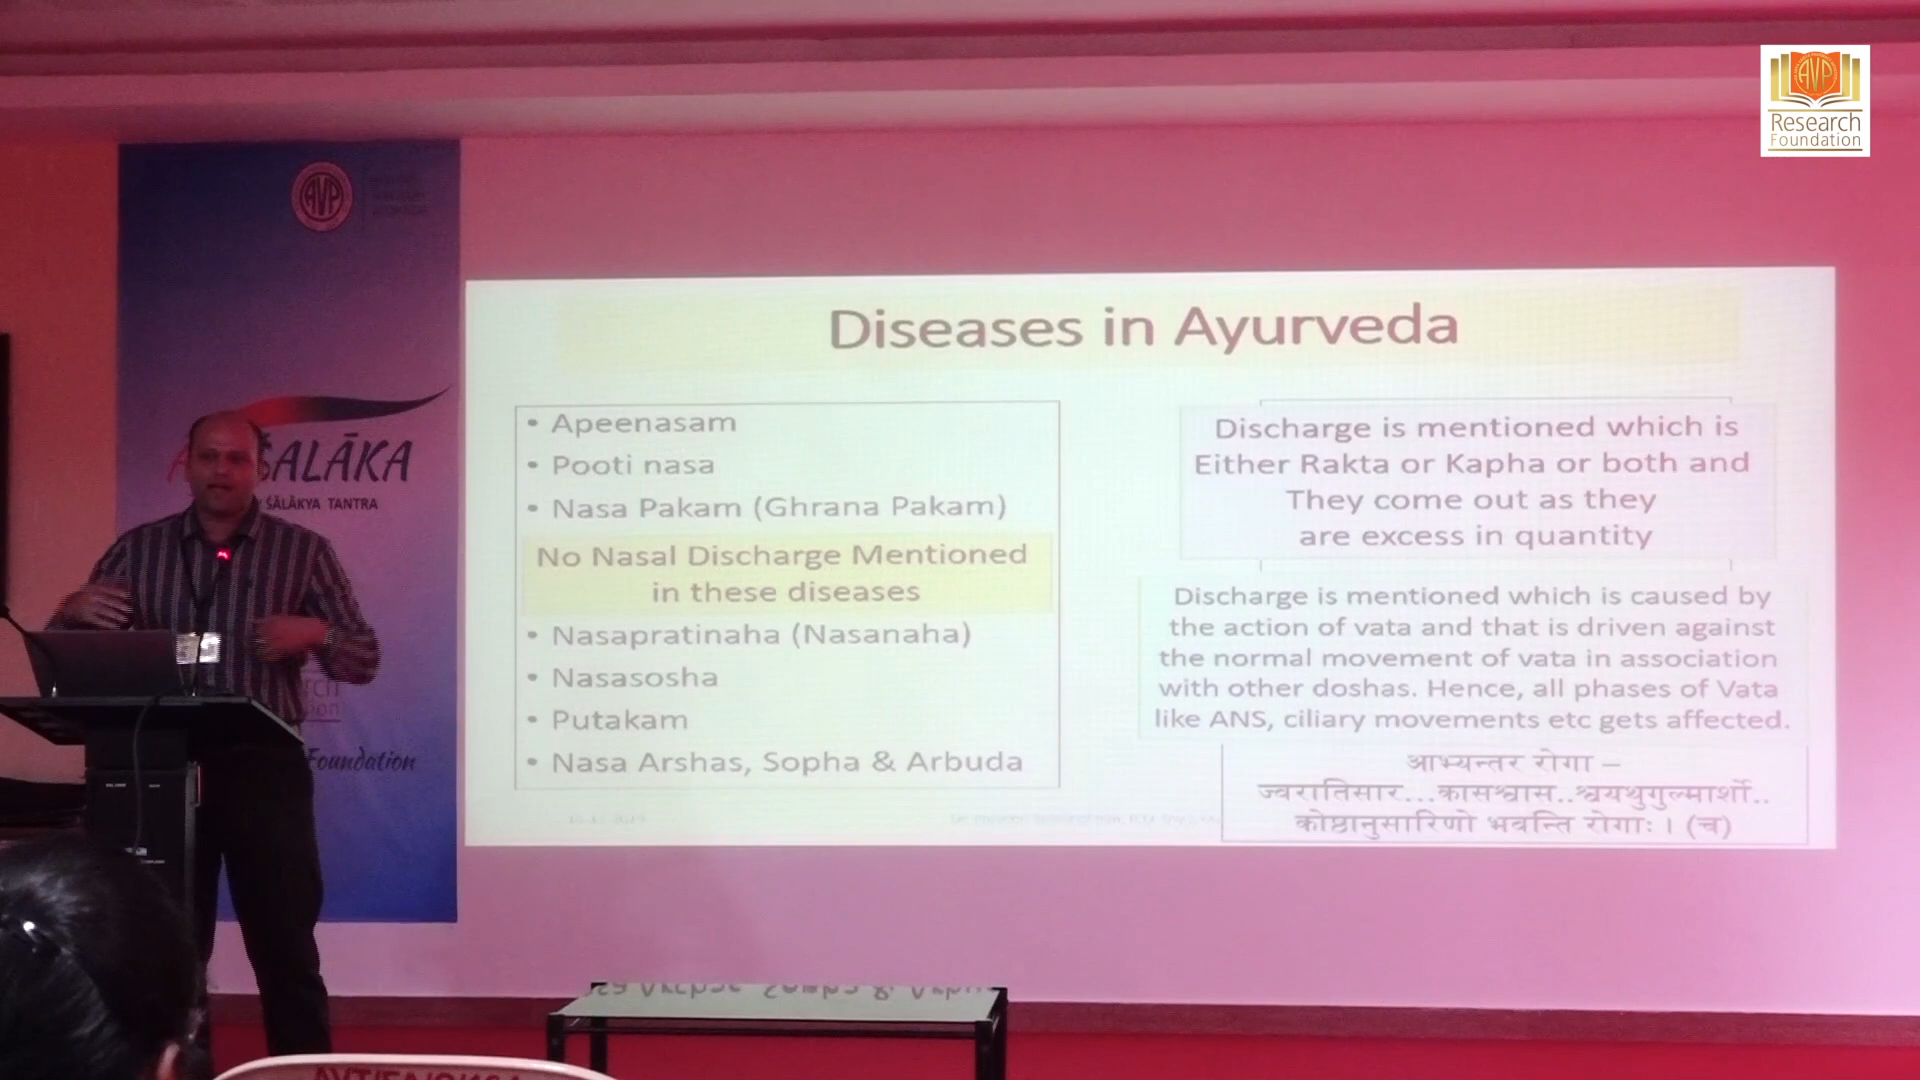 AVP
Research
Foundation
AVP
ŚALĀKA
ŚĀLĀKYA TANTRA
Foundation
Diseases in Ayurveda
• Apeenasam
• Pooti nasa
• Nasa Pakam (Ghrana Pakam)
No Nasal Discharge Mentioned
in these diseases
• Nasapratinaha (Nasanaha)
• Nasasosha
• Putakam
• Nasa Arshas, Sopha & Arbuda
Discharge is mentioned which is
Either Rakta or Kapha or both and
They come out as they
are excess in quantity
Discharge is mentioned which is caused by
the action of vata and that is driven against
the normal movement of vata in association
with other doshas. Hence, all phases of Vata
like ANS, ciliary movements etc gets affected.
आभ्यन्तर रोगा –
ज्वरातिसार...कासश्वास..श्वयथुगुल्मार्शो..
कोष्ठानुसारिणो भवन्ति रोगाः । (च)